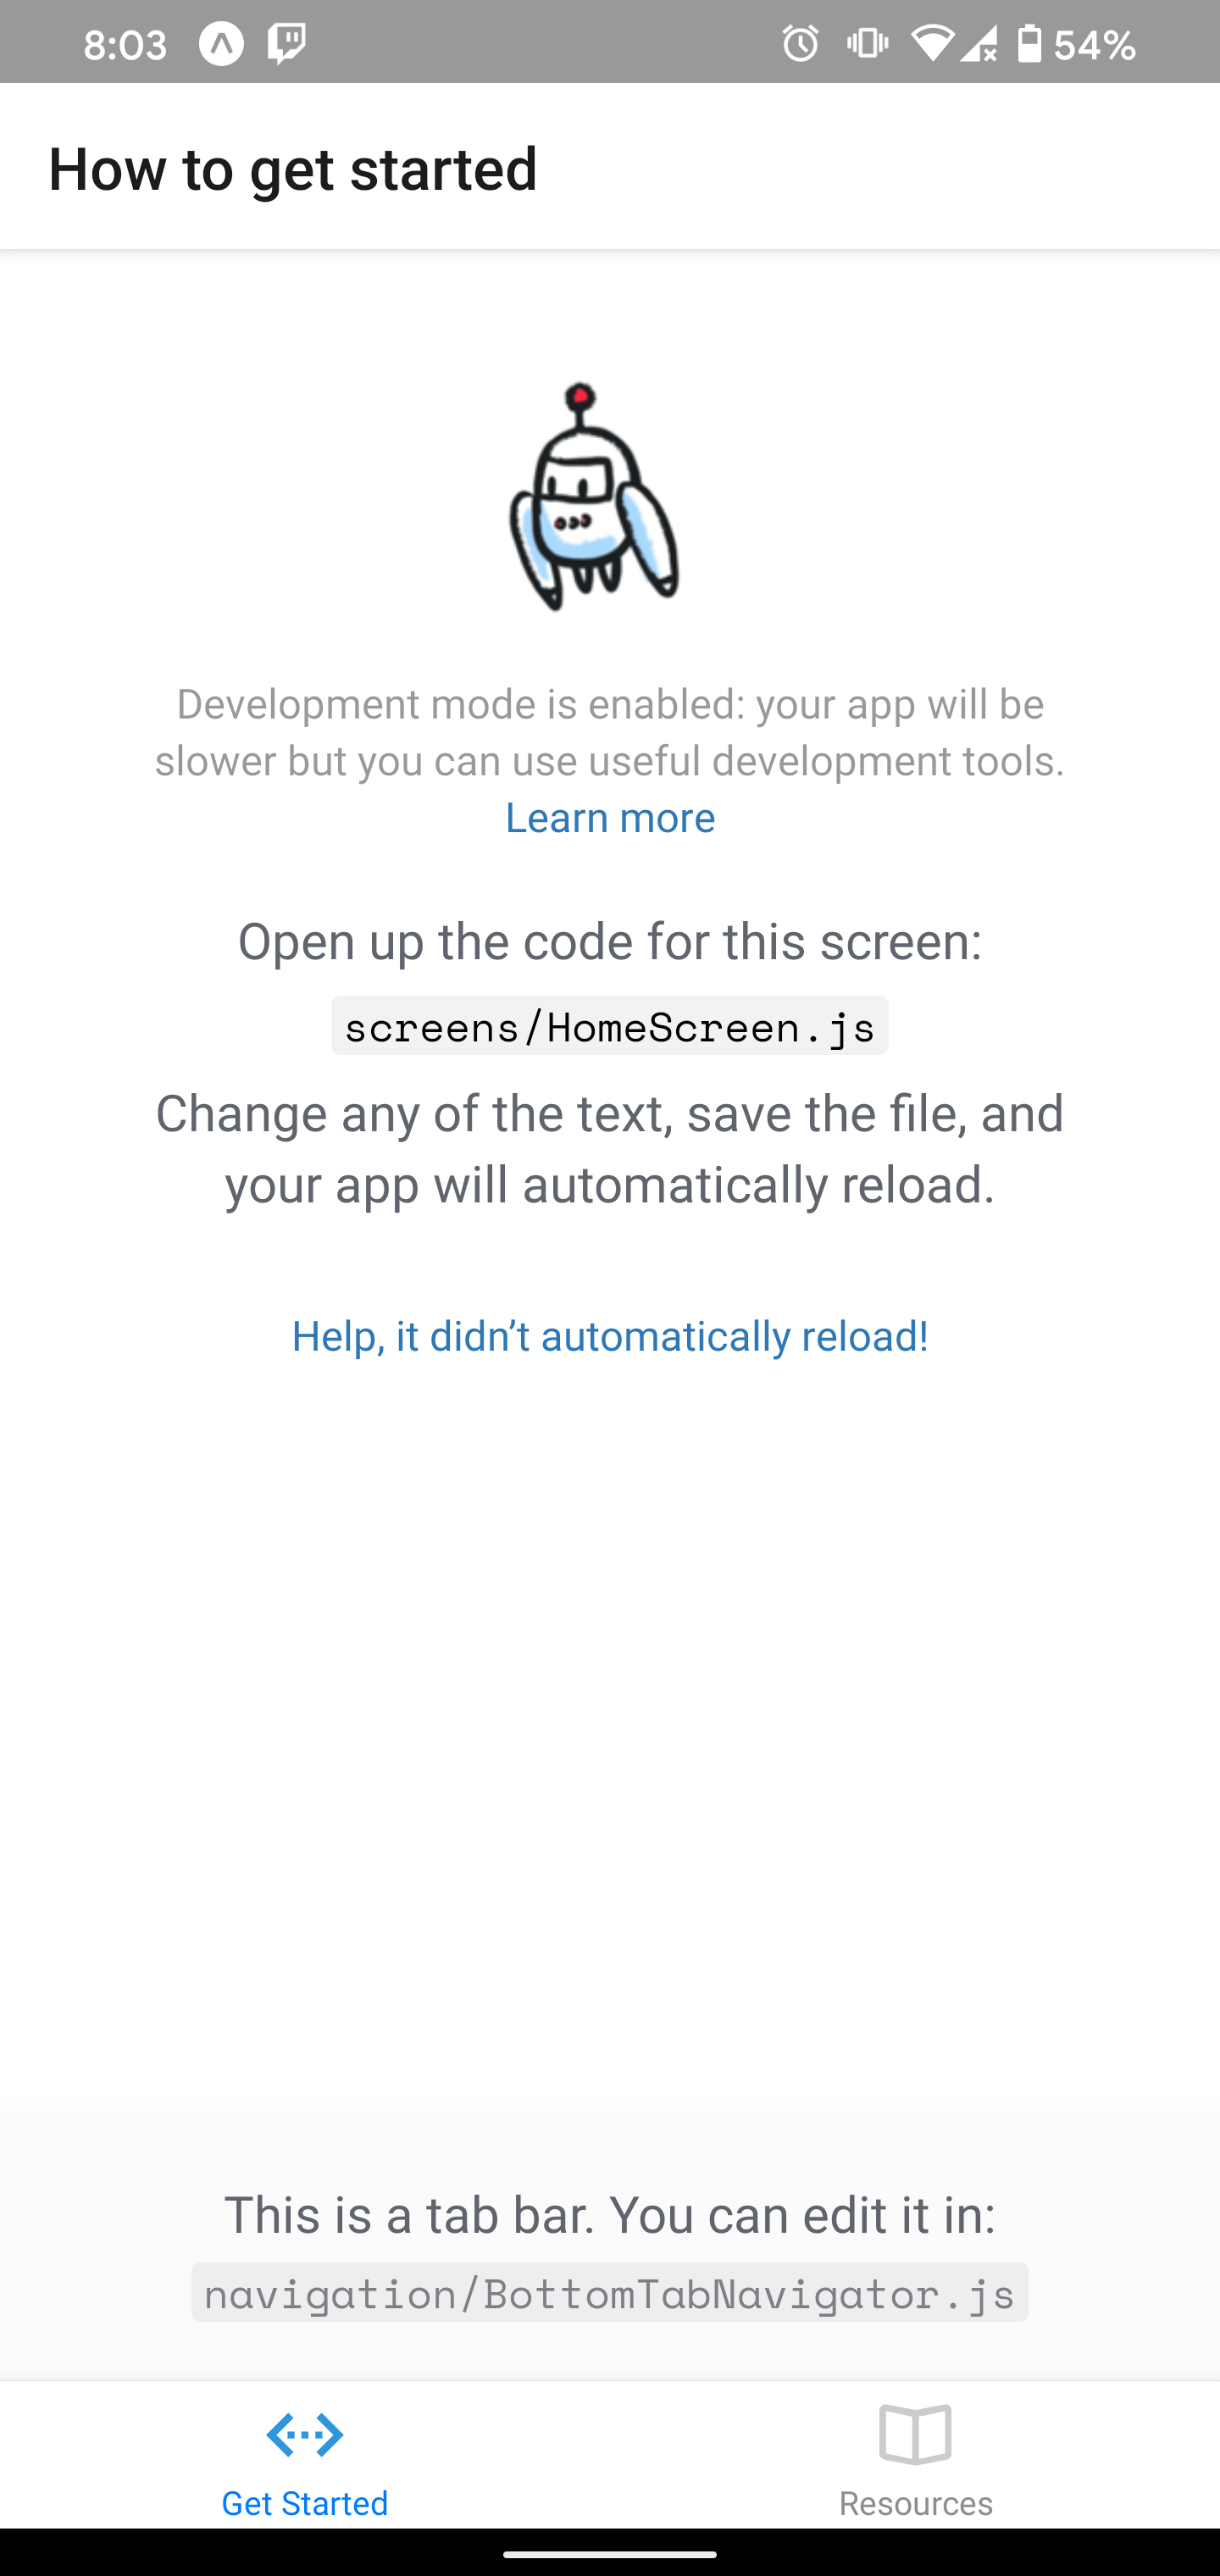 8:03 54%
How to get started
Development mode is enabled: your app will be
slower but you can use useful development tools.
Learn more
Open up the code for this screen:
screens/HomeScreen.js
Change any of the text, save the file, and
your app will automatically reload.
Help, it didn’t automatically reload!
This is a tab bar. You can edit it in:
navigation/BottomTabNavigator.js
Get Started Resources